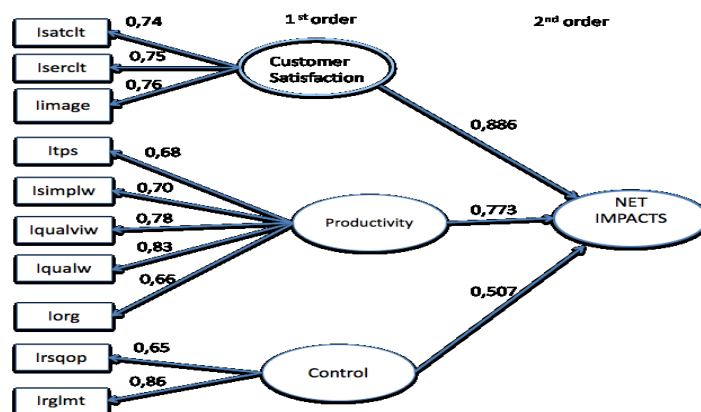 1st order
2nd order
Isatclt
0,74
Customer
Satisfaction
Iserclt
0,75
Iimage
0,76
0,886
Itps
0,68
Isimplw
0,70
Iqualviw
0,78
Productivity
0,773
NET
IMPACTS
Iqualw
0,83
Iorg
0,66
0,507
Irsqop
0,65
Control
Irglmt
0,86